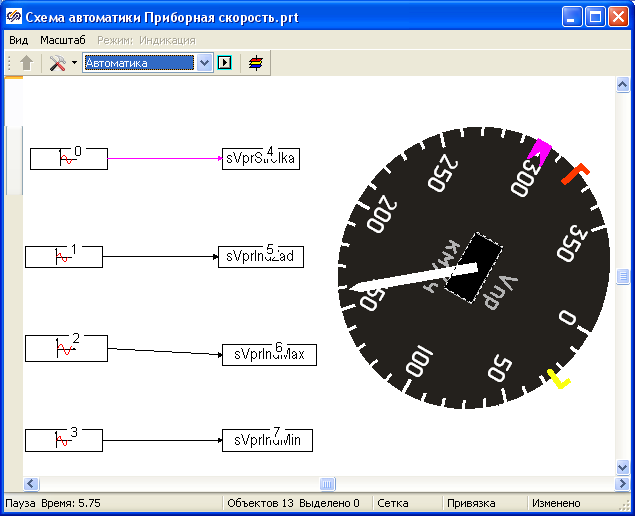 Схема автоматики Приборная скорость.prt
Вид Масштаб Режим: Индикация
Автоматика
0
4
sVprStrelka
1
5
sVprIndZad
2
6
sVprIndMax
3
7
sVprIndMin
250
300
200
350
км/ч
Vпр
150
0
100
50
Пауза Время: 5.75 Объектов 13 Выделено 0 Сетка Привязка Изменено